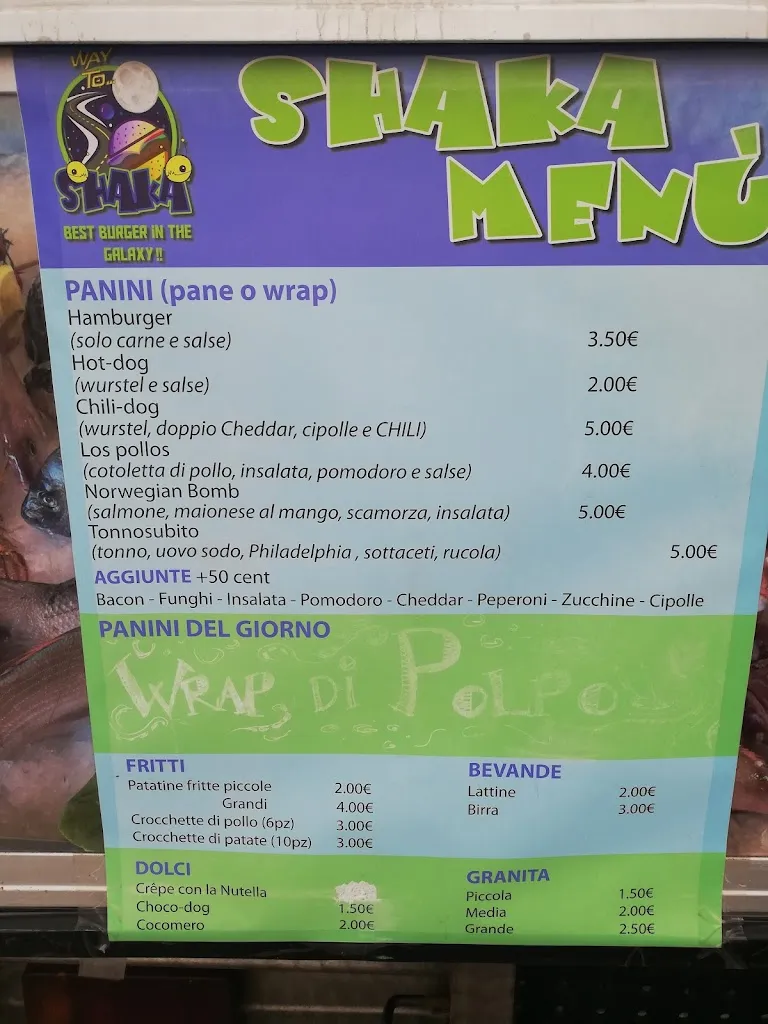 WAY
TO...
SHAKA
BEST BURGER IN THE
GALAXY!!
SHAKA
MENÙ
PANINI (pane o wrap)
Hamburger
(solo carne e salse) 3.50€
Hot-dog
(wurstel e salse) 2.00€
Chili-dog
(wurstel, doppio Cheddar, cipolle e CHILI) 5.00€
Los pollos
(cotoletta di pollo, insalata, pomodoro e salse) 4.00€
Norwegian Bomb
(salmone, maionese al mango, scamorza, insalata) 5.00€
Tonnosubito
(tonno, uovo sodo, Philadelphia , sottaceti, rucola) 5.00€
AGGIUNTE +50 cent
Bacon - Funghi - Insalata - Pomodoro - Cheddar - Peperoni - Zucchine - Cipolle
PANINI DEL GIORNO
WRAP DI POLPO
FRITTI
Patatine fritte piccole 2.00€
Grandi 4.00€
Crocchette di pollo (6pz) 3.00€
Crocchette di patate (10pz) 3.00€
BEVANDE
Lattine 2.00€
Birra 3.00€
DOLCI
Crêpe con la Nutella
Choco-dog 1.50€
Cocomero 2.00€
GRANITA
Piccola 1.50€
Media 2.00€
Grande 2.50€